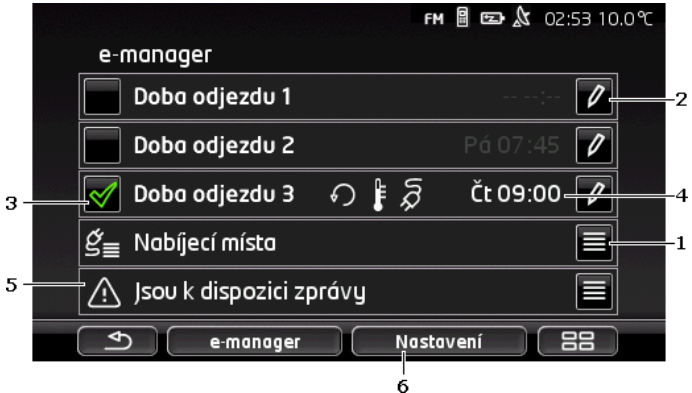 FM 02:53 10.0°C
e-manager
Doba odjezdu 1 -- --:-- 2
Doba odjezdu 2 Pá 07:45
3 Doba odjezdu 3 Čt 09:00 4
Nabíjecí místa 1
5 Jsou k dispozici zprávy
e-manager Nastavení
6